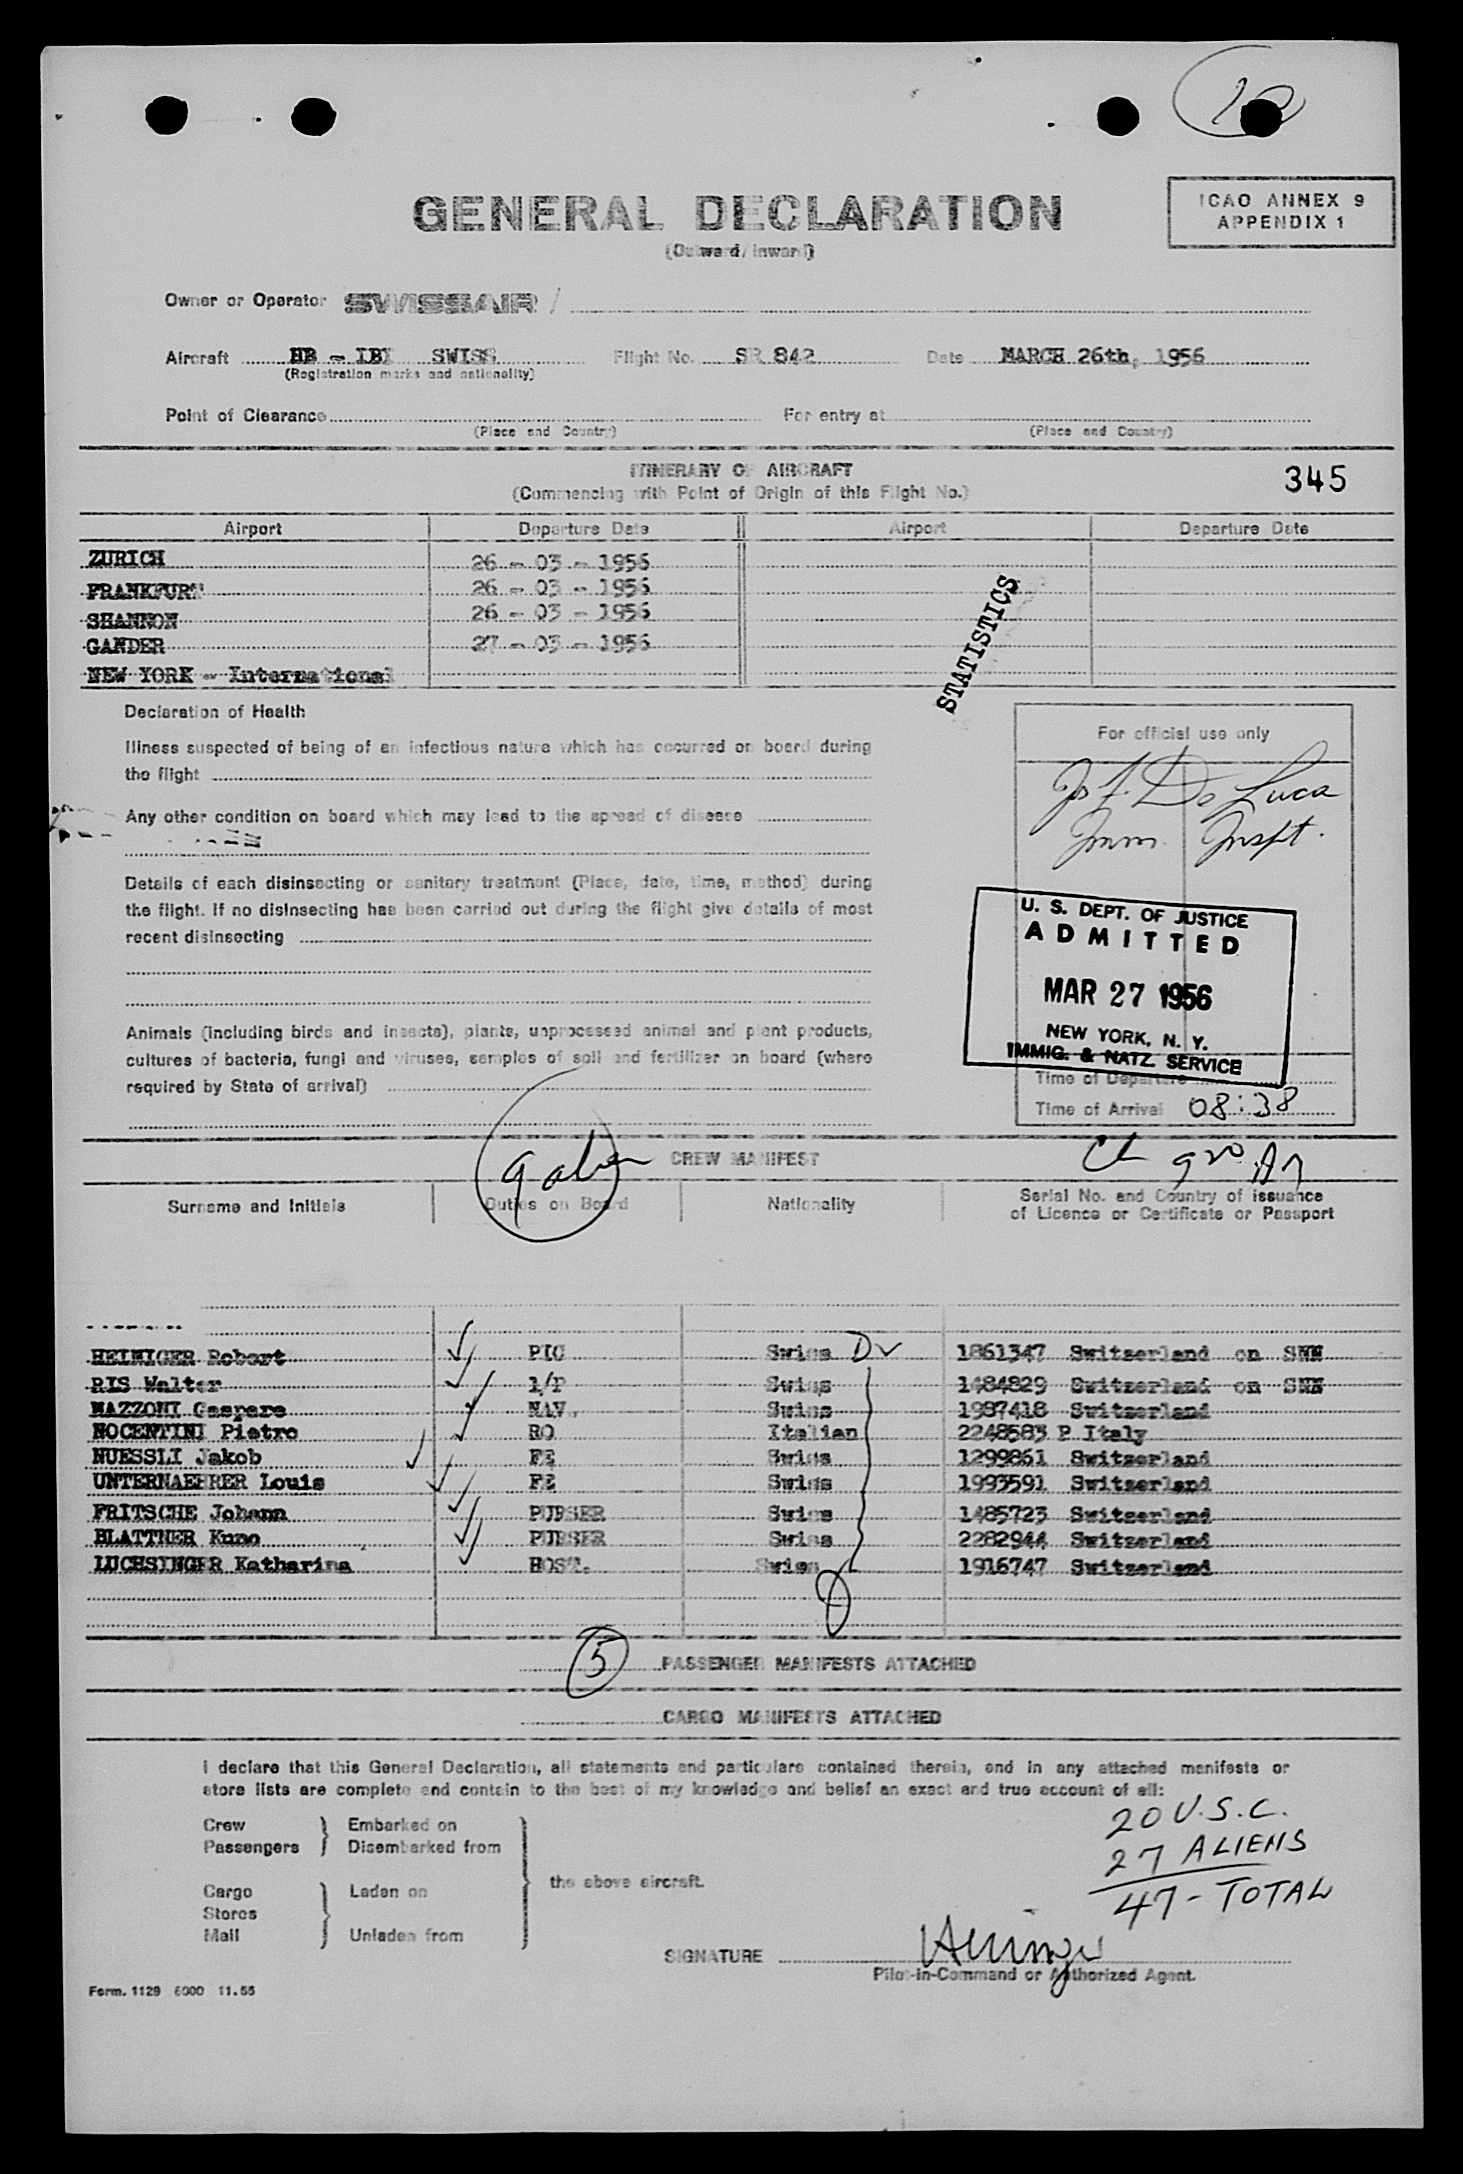 GENERAL DECLARATION
(Outward/Inward)
ICAO ANNEX 9
APPENDIX 1
Owner or Operator SWISSAIR /
Aircraft HB - IBI SWISS Flight No. SR 842 Date MARCH 26th, 1956
(Registration marks and nationality)
Point of Clearance For entry at
(Place and Country) (Place and Country)
ITINERARY OF AIRCRAFT
(Commencing with Point of Origin of this Flight No.)
345
Airport Departure Date Airport Departure Date
ZURICH 26 - 03 - 1956
FRANKFURT 26 - 03 - 1956
SHANNON 26 - 03 - 1956
GANDER 27 - 03 - 1956
NEW YORK - International
STATISTICS
Declaration of Health
Illness suspected of being of an infectious nature which has occurred on board during
the flight
Any other condition on board which may lead to the spread of disease
Details of each disinsecting or sanitary treatment (Place, date, time, method) during
the flight. If no disinsecting has been carried out during the flight give details of most
recent disinsecting
Animals (including birds and insects), plants, unprocessed animal and plant products,
cultures of bacteria, fungi and viruses, samples of soil and fertilizer on board (where
required by State of arrival)
For official use only
Jos F. De Luca
Imm. Inspt.
U. S. DEPT. OF JUSTICE
ADMITTED
MAR 27 1956
NEW YORK, N. Y.
IMMIG. & NATZ. SERVICE
Time of Departure
Time of Arrival 08:38
CREW MANIFEST
Surname and Initials Duties on Board Nationality Serial No. and Country of issuance
of Licence or Certificate or Passport
HEINIGER Robert PIC Swiss 1861347 Switzerland on SNN
RIS Walter 1/P Swiss 1484829 Switzerland on SNN
MAZZONI Gaspare NAV. Swiss 1987418 Switzerland
NOCENTINI Pietro RO Italian 2248583 P Italy
NUESSLI Jakob FE Swiss 1299861 Switzerland
UNTERNAEHRER Louis FE Swiss 1993591 Switzerland
FRITSCHE Johann PURSER Swiss 1485723 Switzerland
BLATTNER Kuno PURSER Swiss 2282944 Switzerland
LUCHSINGER Katharina HOST. Swiss 1916747 Switzerland
5 PASSENGER MANIFESTS ATTACHED
CARGO MANIFESTS ATTACHED
I declare that this General Declaration, all statements and particulars contained therein, and in any attached manifests or
store lists are complete and contain to the best of my knowledge and belief an exact and true account of all:
Crew Embarked on
Passengers Disembarked from
the above aircraft.
Cargo Laden on
Stores
Mail Unladen from
20 U.S.C.
27 ALIENS
47 - TOTAL
SIGNATURE
Pilot-in-Command or Authorized Agent.
Form. 1129 6000 11.55